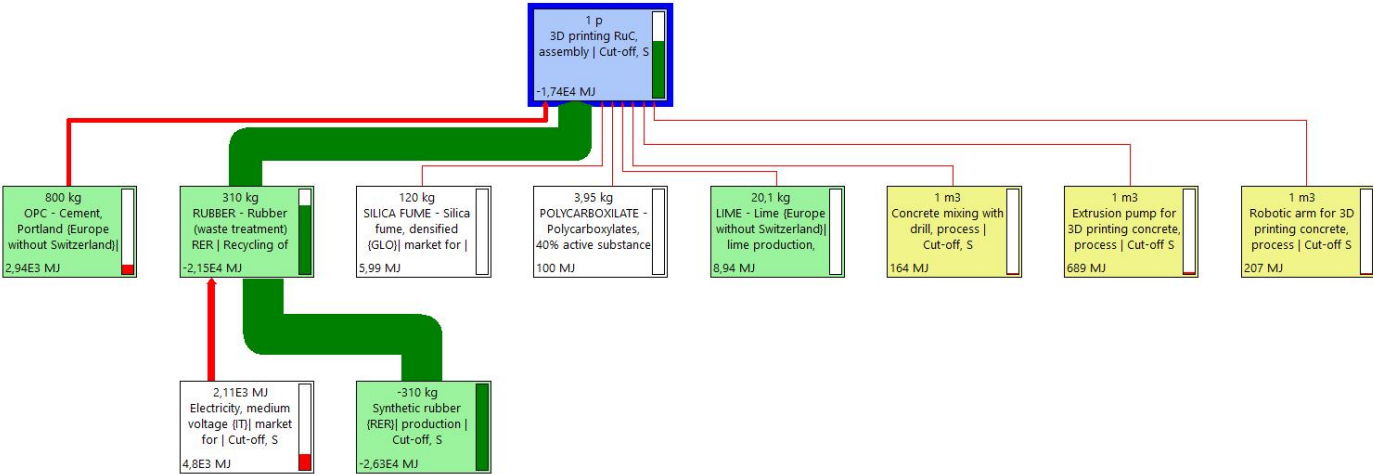 1 p
3D printing RuC,
assembly | Cut-off, S
-1,74E4 MJ
800 kg
OPC - Cement,
Portland {Europe
without Switzerland}|
2,94E3 MJ
310 kg
RUBBER - Rubber
(waste treatment)
RER | Recycling of
-2,15E4 MJ
120 kg
SILICA FUME - Silica
fume, densified
{GLO}| market for |
5,99 MJ
3,95 kg
POLYCARBOXILATE -
Polycarboxylates,
40% active substance
100 MJ
20,1 kg
LIME - Lime {Europe
without Switzerland}|
lime production,
8,94 MJ
1 m3
Concrete mixing with
drill, process |
Cut-off, S
164 MJ
1 m3
Extrusion pump for
3D printing concrete,
process | Cut-off S
689 MJ
1 m3
Robotic arm for 3D
printing concrete,
process | Cut-off S
207 MJ
2,11E3 MJ
Electricity, medium
voltage {IT}| market
for | Cut-off, S
4,8E3 MJ
-310 kg
Synthetic rubber
{RER}| production |
Cut-off, S
-2,63E4 MJ